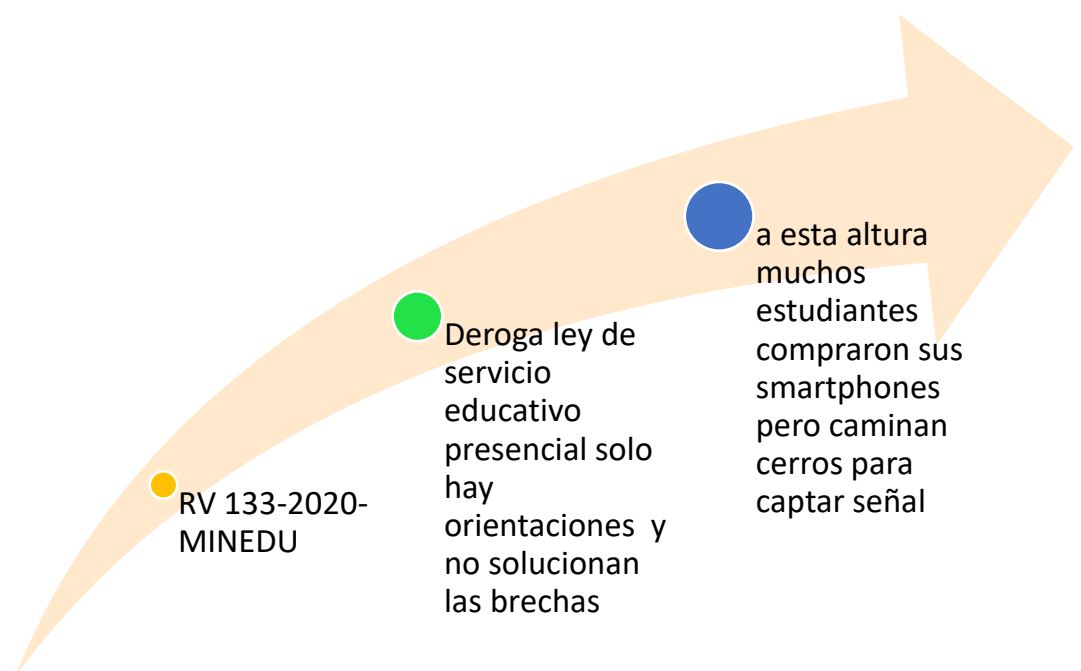 RV 133-2020-
MINEDU
Deroga ley de
servicio
educativo
presencial solo
hay
orientaciones y
no solucionan
las brechas
a esta altura
muchos
estudiantes
compraron sus
smartphones
pero caminan
cerros para
captar señal